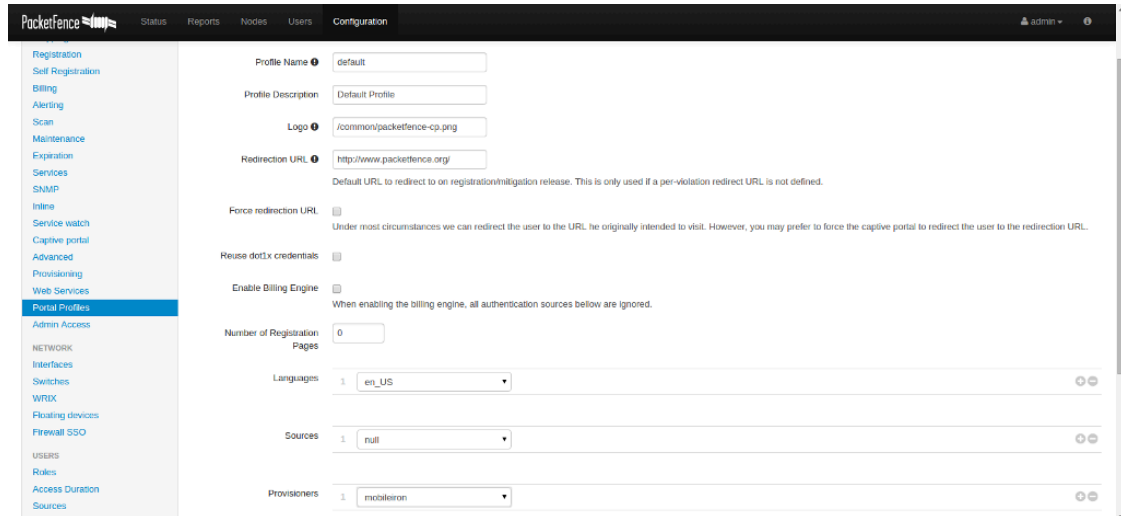 PacketFence Status Reports Nodes Users Configuration admin
Registration
Self Registration
Billing
Alerting
Scan
Maintenance
Expiration
Services
SNMP
Inline
Service watch
Captive portal
Advanced
Provisioning
Web Services
Portal Profiles
Admin Access
NETWORK
Interfaces
Switches
WRIX
Floating devices
Firewall SSO
USERS
Roles
Access Duration
Sources
Profile Name default
Profile Description Default Profile
Logo /common/packetfence-cp.png
Redirection URL http://www.packetfence.org/
Default URL to redirect to on registration/mitigation release. This is only used if a per-violation redirect URL is not defined.
Force redirection URL
Under most circumstances we can redirect the user to the URL he originally intended to visit. However, you may prefer to force the captive portal to redirect the user to the redirection URL.
Reuse dot1x credentials
Enable Billing Engine
When enabling the billing engine, all authentication sources bellow are ignored.
Number of Registration
Pages
0
Languages 1 en_US
Sources 1 null
Provisioners 1 mobileiron